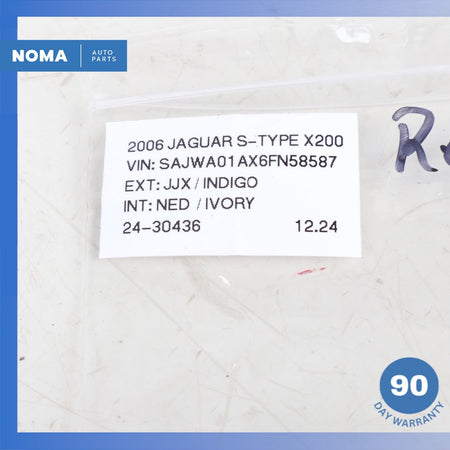 NOMA
AUTO
PARTS
2006 JAGUAR S-TYPE X200
VIN: SAJWA01AX6FN58587
EXT: JJX / INDIGO
INT: NED / IVORY
24-30436 12.24
90
DAY WARRANTY